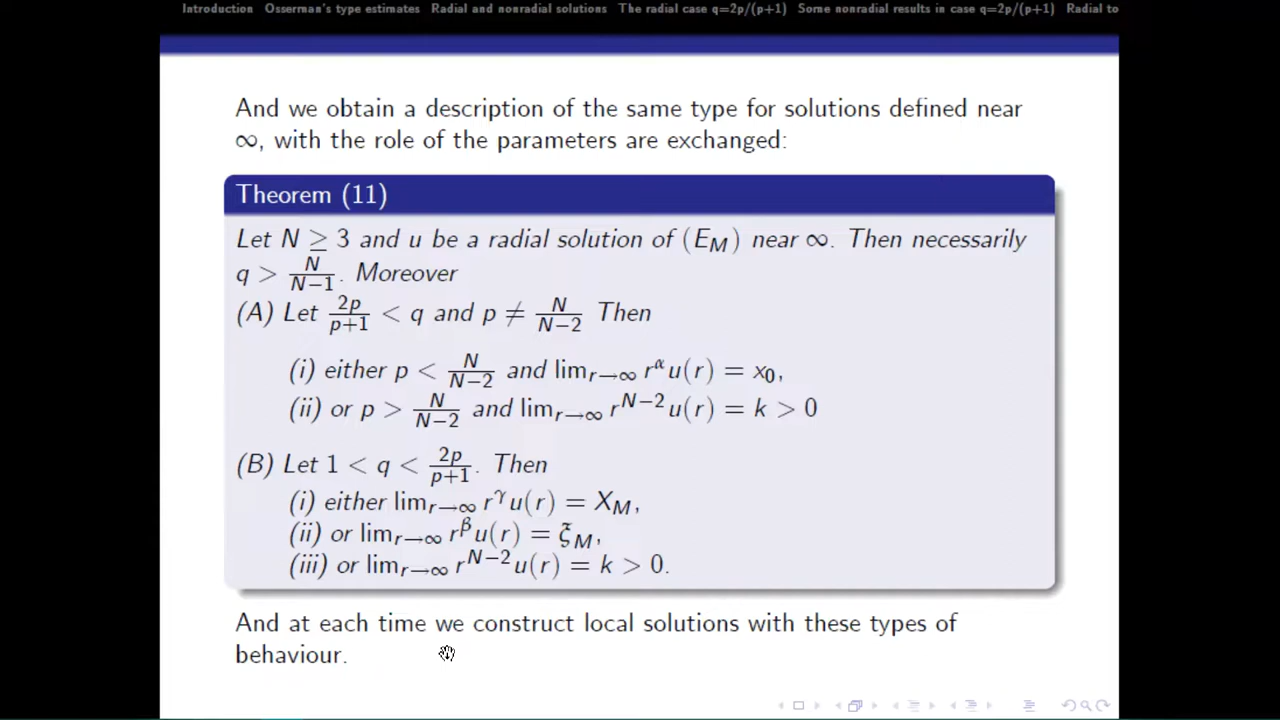 Introduction Osserman's type estimates Radial and nonradial solutions The radial case q=2p/(p+1) Some nonradial results in case q=2p/(p+1) Radial to
And we obtain a description of the same type for solutions defined near
∞, with the role of the parameters are exchanged:
Theorem (11)
Let N ≥ 3 and u be a radial solution of (E_M) near ∞. Then necessarily
q > N/(N−1). Moreover
(A) Let 2p/(p+1) < q and p ≠ N/(N−2) Then
(i) either p < N/(N−2) and lim_{r→∞} r^α u(r) = x_0,
(ii) or p > N/(N−2) and lim_{r→∞} r^{N−2} u(r) = k > 0
(B) Let 1 < q < 2p/(p+1). Then
(i) either lim_{r→∞} r^γ u(r) = X_M,
(ii) or lim_{r→∞} r^β u(r) = ξ_M,
(iii) or lim_{r→∞} r^{N−2} u(r) = k > 0.
And at each time we construct local solutions with these types of
behaviour.